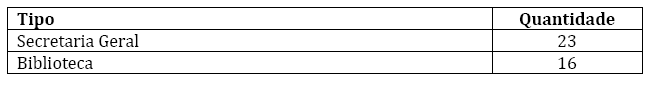 Tipo Quantidade
Secretaria Geral 23
Biblioteca 16